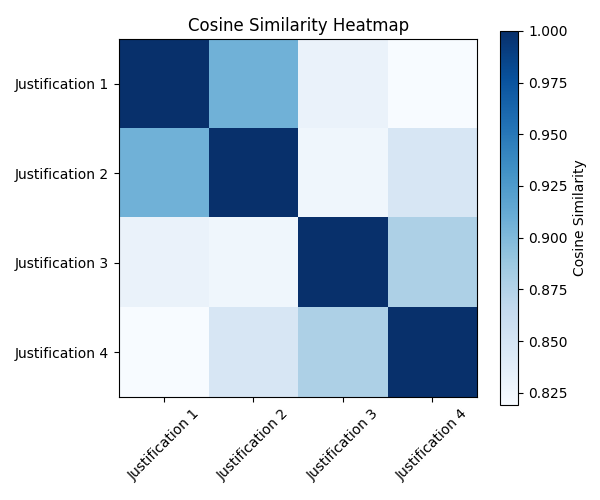 Cosine Similarity Heatmap
Justification 1
Justification 2
Justification 3
Justification 4
Justification 1
Justification 2
Justification 3
Justification 4
1.000
0.975
0.950
0.925
0.900
0.875
0.850
0.825
Cosine Similarity